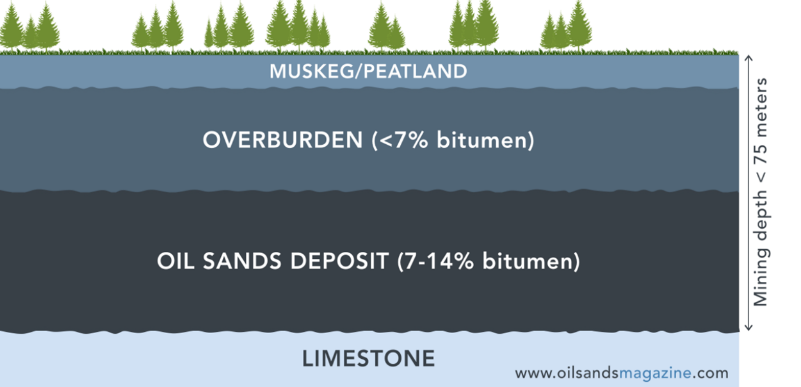 MUSKEG/PEATLAND
OVERBURDEN (<7% bitumen)
OIL SANDS DEPOSIT (7-14% bitumen)
Mining depth < 75 meters
LIMESTONE
www.oilsandsmagazine.com